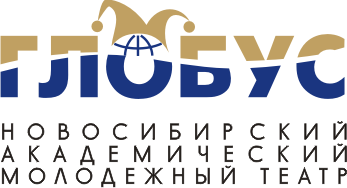 ГЛОБУС
НОВОСИБИРСКИЙ
АКАДЕМИЧЕСКИЙ
МОЛОДЕЖНЫЙ ТЕАТР